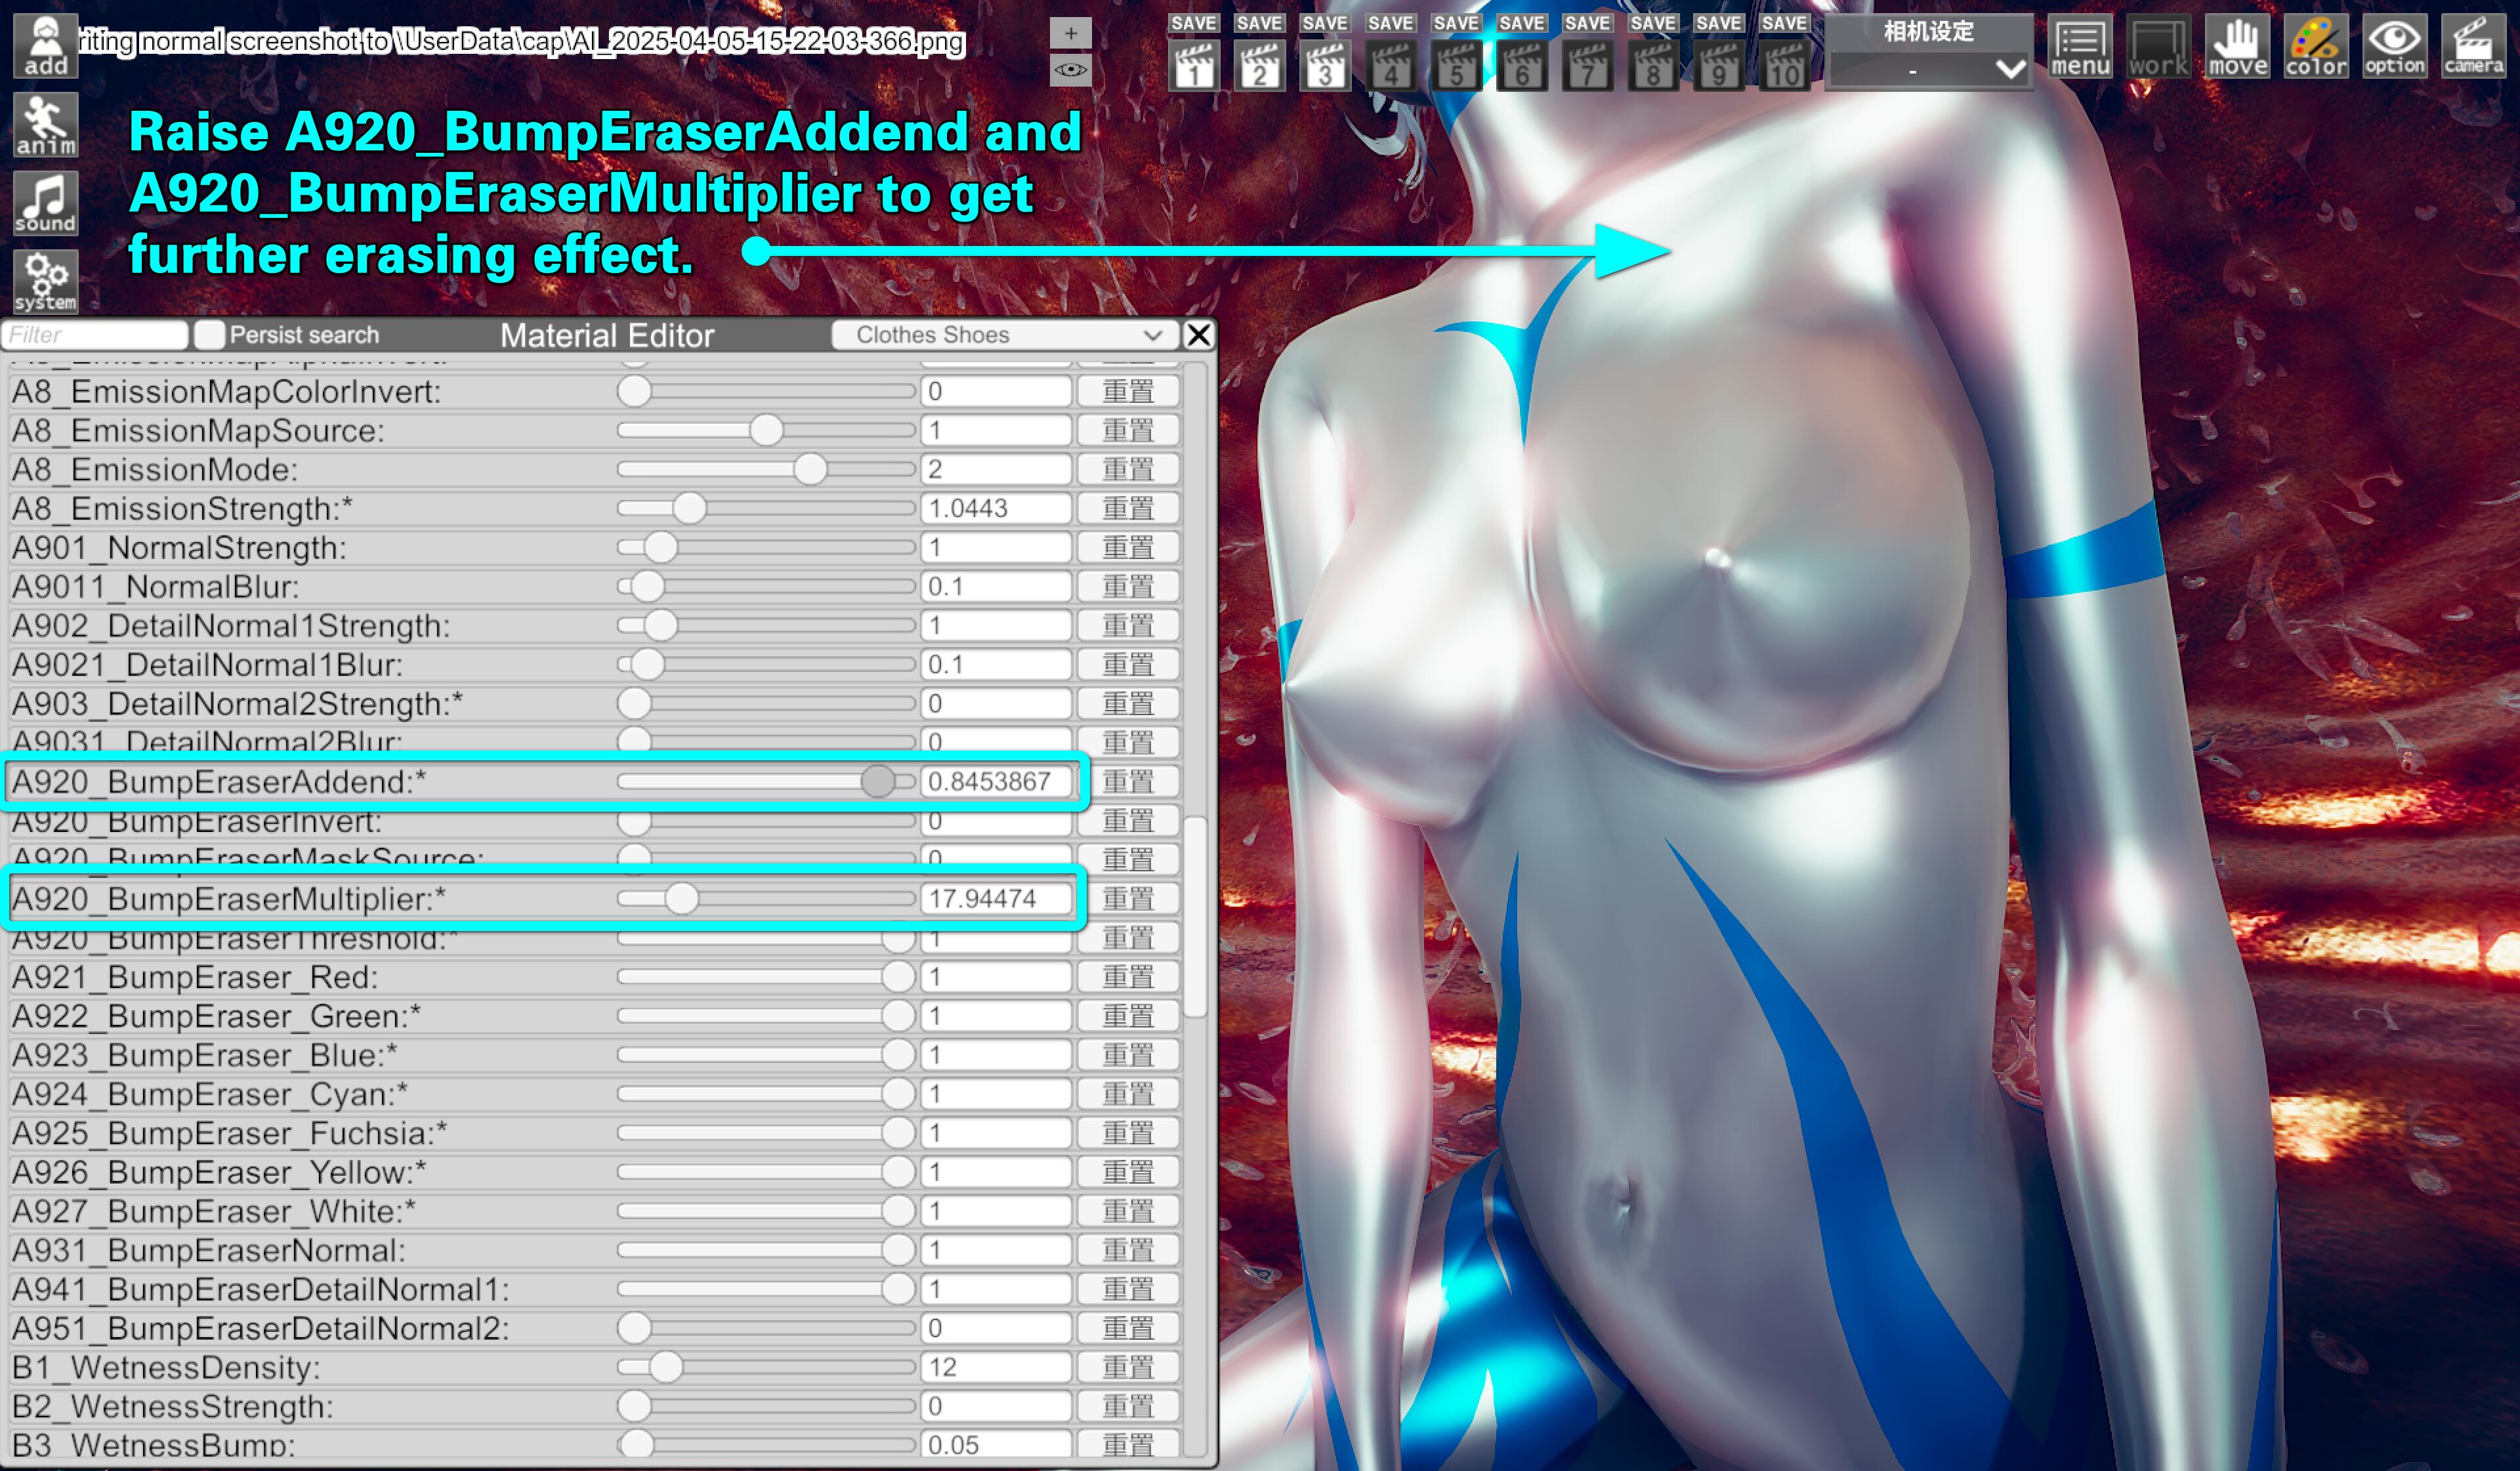 add
riting normal screenshot to \UserData\cap\AI_2025-04-05-15-22-03-366.png
+
SAVE SAVE SAVE SAVE SAVE SAVE SAVE SAVE SAVE SAVE
1 2 3 4 5 6 7 8 9 10
相机设定
-
menu work move color option camera
anim
sound
system
Raise A920_BumpEraserAddend and
A920_BumpEraserMultiplier to get
further erasing effect.
Filter Persist search Material Editor Clothes Shoes X
A8_EmissionMapColorInvert: 0 重置
A8_EmissionMapSource: 1 重置
A8_EmissionMode: 2 重置
A8_EmissionStrength:* 1.0443 重置
A901_NormalStrength: 1 重置
A9011_NormalBlur: 0.1 重置
A902_DetailNormal1Strength: 1 重置
A9021_DetailNormal1Blur: 0.1 重置
A903_DetailNormal2Strength:* 0 重置
A9031_DetailNormal2Blur: 0 重置
A920_BumpEraserAddend:* 0.8453867 重置
A920_BumpEraserInvert: 0 重置
A920_BumpEraserMaskSource: 0 重置
A920_BumpEraserMultiplier:* 17.94474 重置
A920_BumpEraserThreshold:* 1 重置
A921_BumpEraser_Red: 1 重置
A922_BumpEraser_Green:* 1 重置
A923_BumpEraser_Blue:* 1 重置
A924_BumpEraser_Cyan:* 1 重置
A925_BumpEraser_Fuchsia:* 1 重置
A926_BumpEraser_Yellow:* 1 重置
A927_BumpEraser_White:* 1 重置
A931_BumpEraserNormal: 1 重置
A941_BumpEraserDetailNormal1: 1 重置
A951_BumpEraserDetailNormal2: 0 重置
B1_WetnessDensity: 12 重置
B2_WetnessStrength: 0 重置
B3_WetnessBump: 0.05 重置